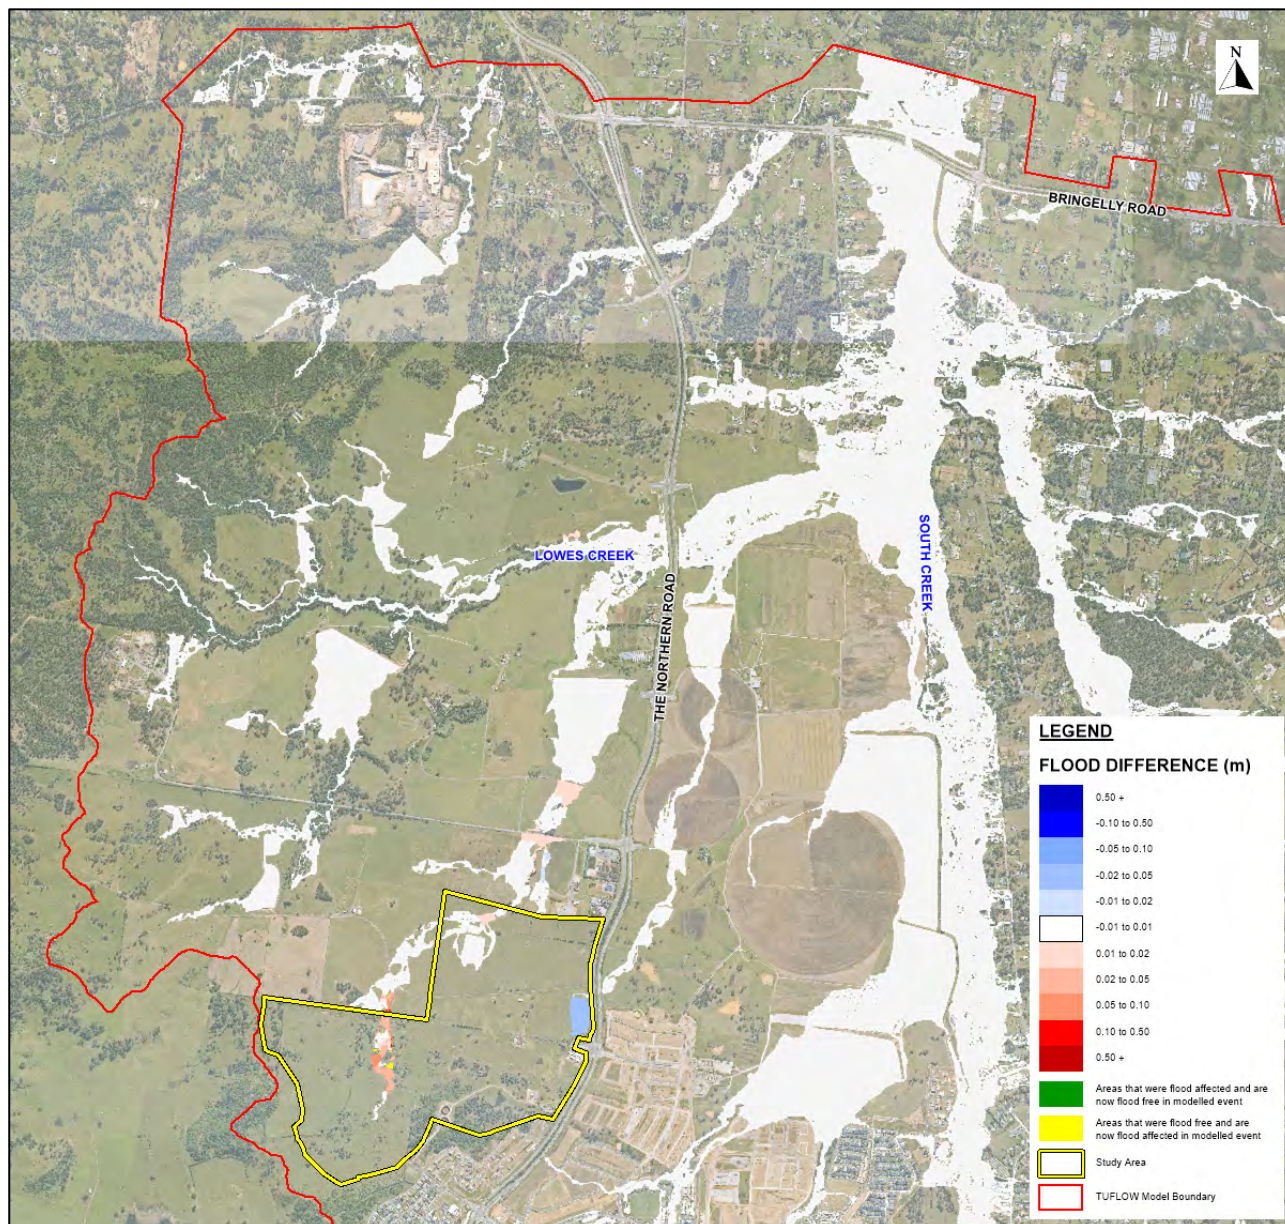 N
BRINGELLY ROAD
LOWES CREEK
SOUTH CREEK
THE NORTHERN ROAD
LEGEND
FLOOD DIFFERENCE (m)
0.50 +
-0.10 to 0.50
-0.05 to 0.10
-0.02 to 0.05
-0.01 to 0.02
-0.01 to 0.01
0.01 to 0.02
0.02 to 0.05
0.05 to 0.10
0.10 to 0.50
0.50 +
Areas that were flood affected and are
now flood free in modelled event
Areas that were flood free and are
now flood affected in modelled event
Study Area
TUFLOW Model Boundary